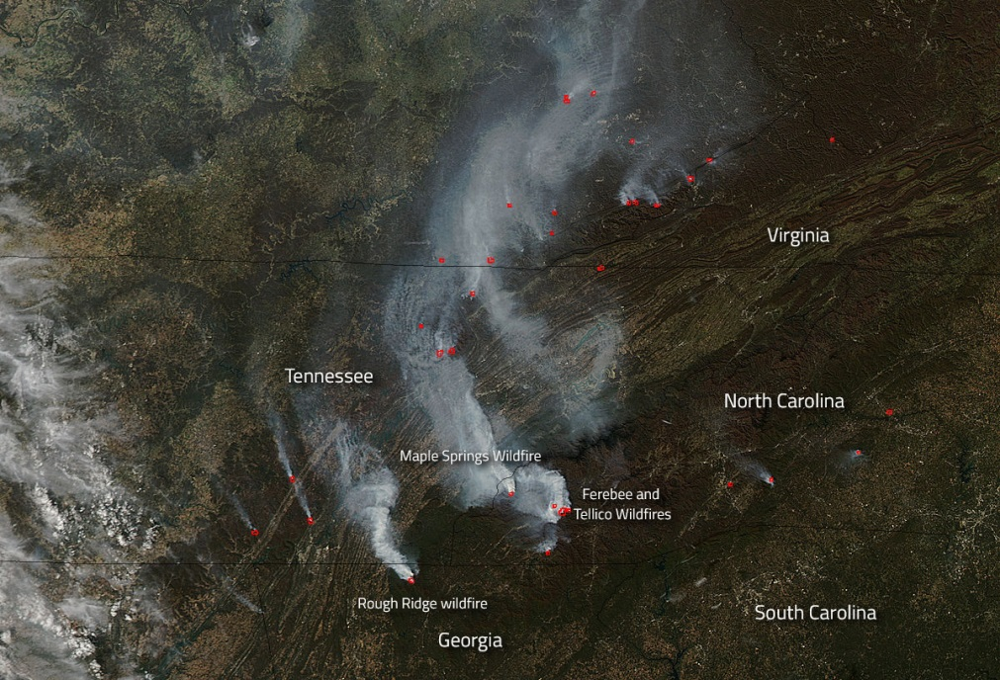 Virginia
Tennessee
North Carolina
Maple Springs Wildfire
Ferebee and
Tellico Wildfires
Rough Ridge wildfire
South Carolina
Georgia